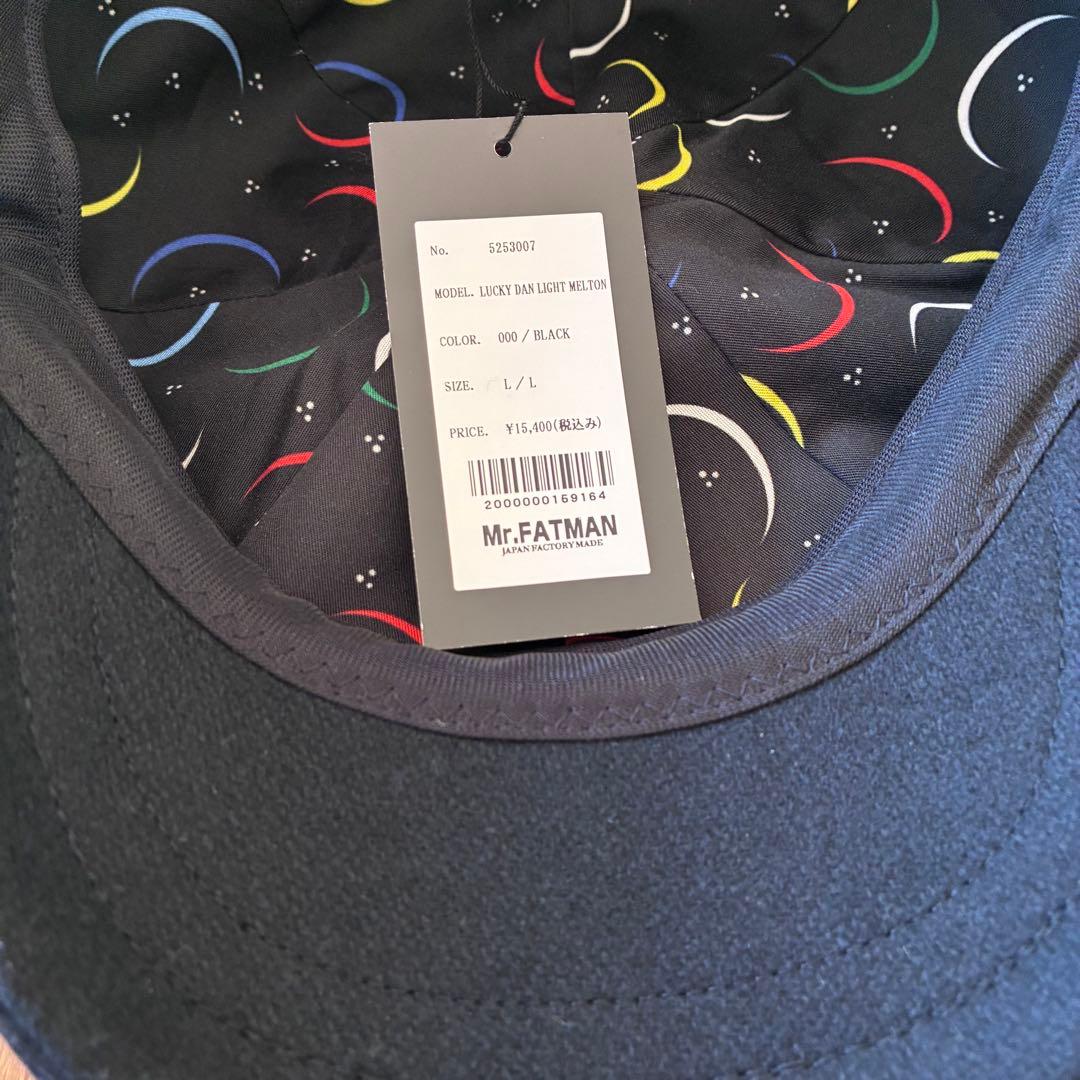 No. 5253007
MODEL. LUCKY DAN LIGHT MELTON
COLOR. 000 / BLACK
SIZE. L / L
PRICE. ¥15,400(税込み)
2000000159164
Mr.FATMAN
JAPAN FACTORY MADE